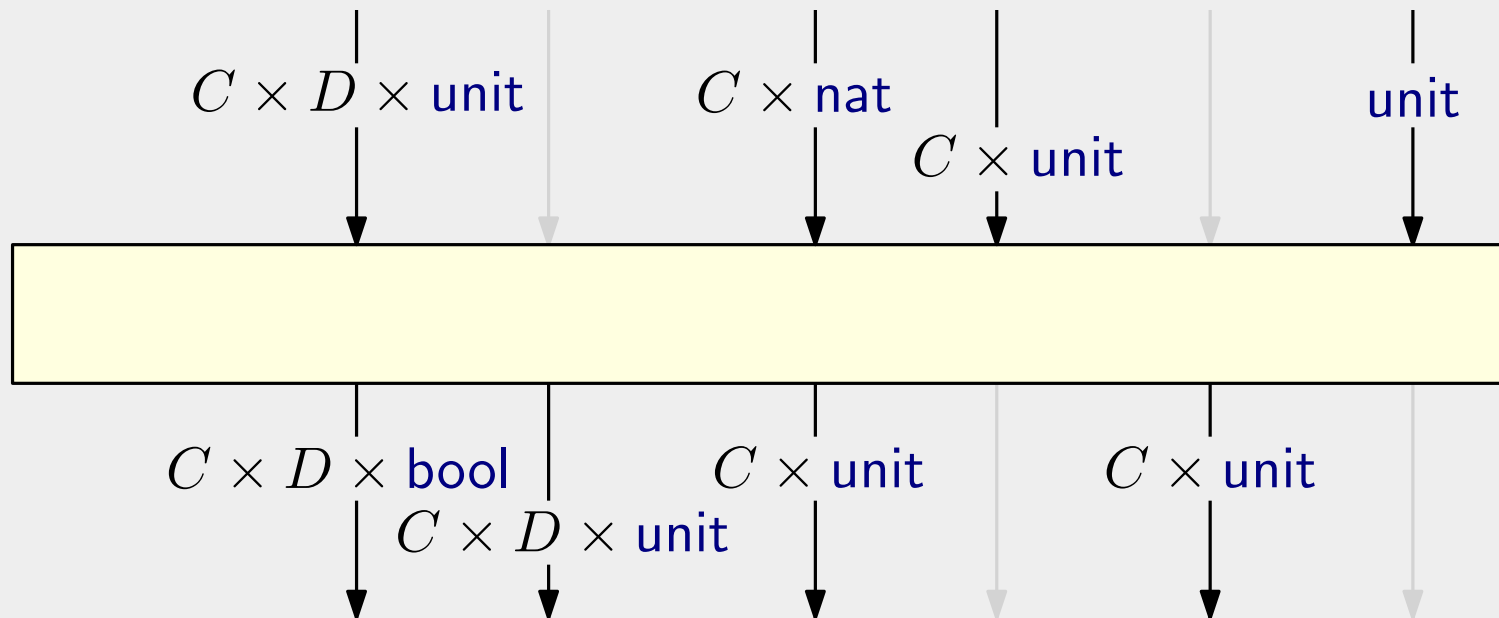 C × D × unit
C × nat
unit
C × unit
C × D × bool
C × unit
C × unit
C × D × unit